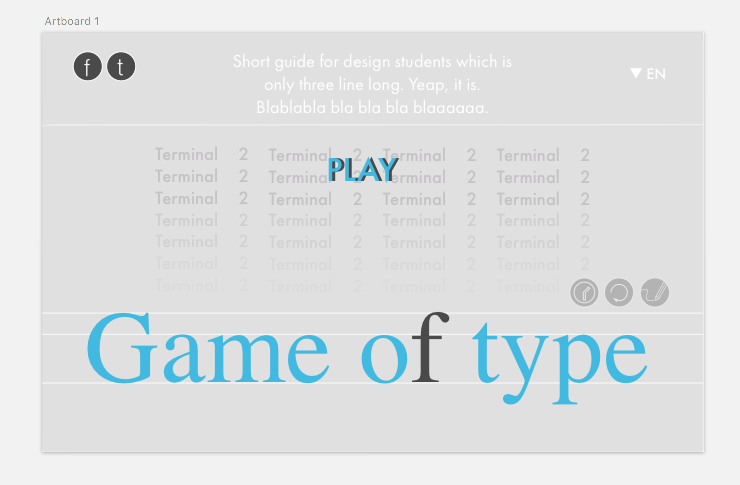 Artboard 1
f t
Short guide for design students which is
only three line long. Yeap, it is.
Blablabla bla bla bla blaaaaaa.
▼ EN
Terminal 2 Terminal 2 Terminal 2 Terminal 2
PLAY
Terminal 2 Terminal 2 Terminal 2 Terminal 2
Terminal 2 Terminal 2 Terminal 2 Terminal 2
Terminal 2 Terminal 2 Terminal 2 Terminal 2
Terminal 2 Terminal 2 Terminal 2 Terminal 2
Terminal 2 Terminal 2 Terminal 2 Terminal 2
Terminal 2 Terminal 2 Terminal 2 Terminal 2
Game of type